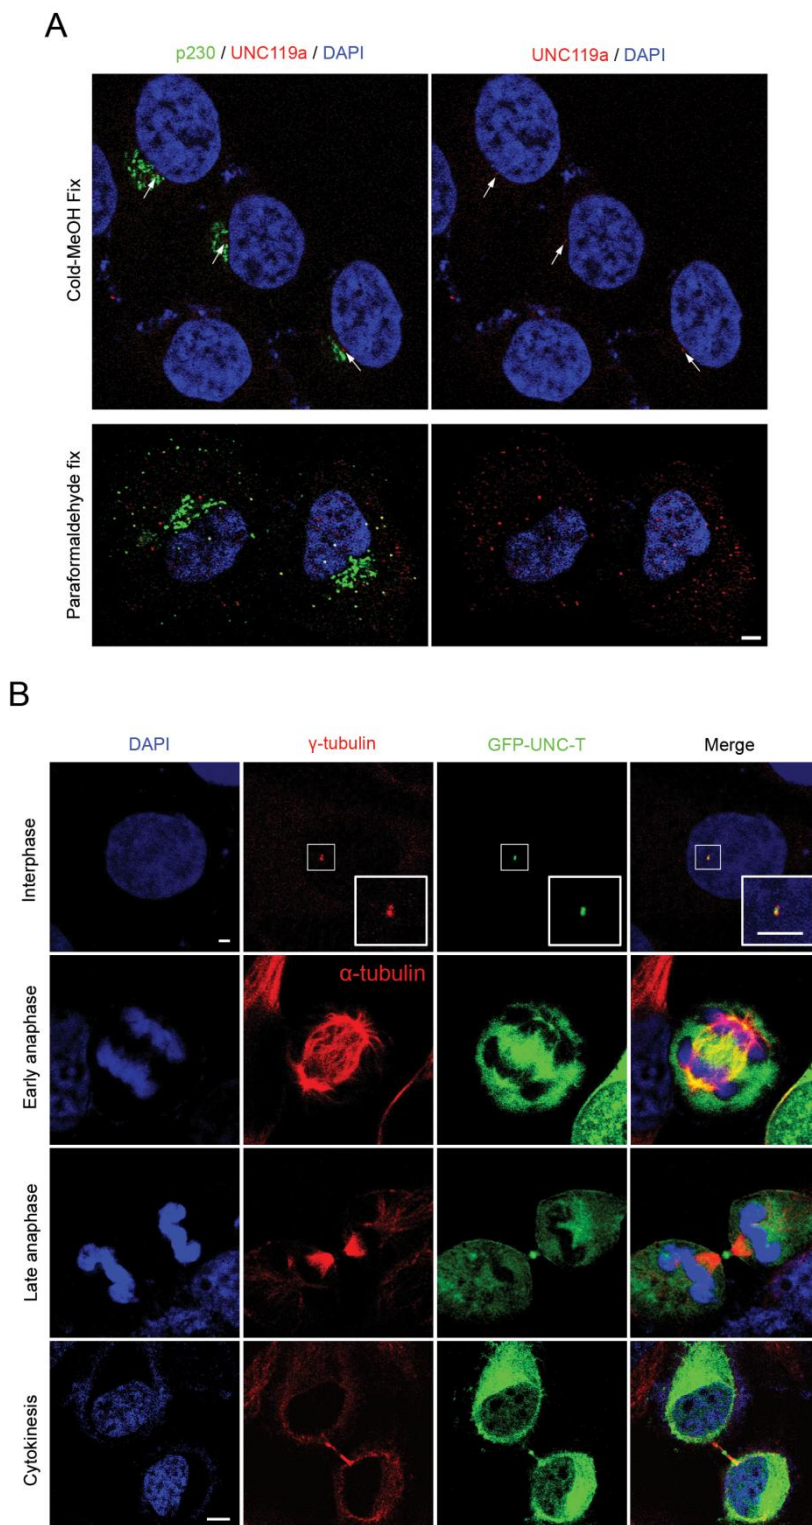 A
p230 / UNC119a / DAPI
UNC119a / DAPI
Cold-MeOH Fix
Paraformaldehyde fix
B
DAPI
γ-tubulin
GFP-UNC-T
Merge
Interphase
α-tubulin
Early anaphase
Late anaphase
Cytokinesis